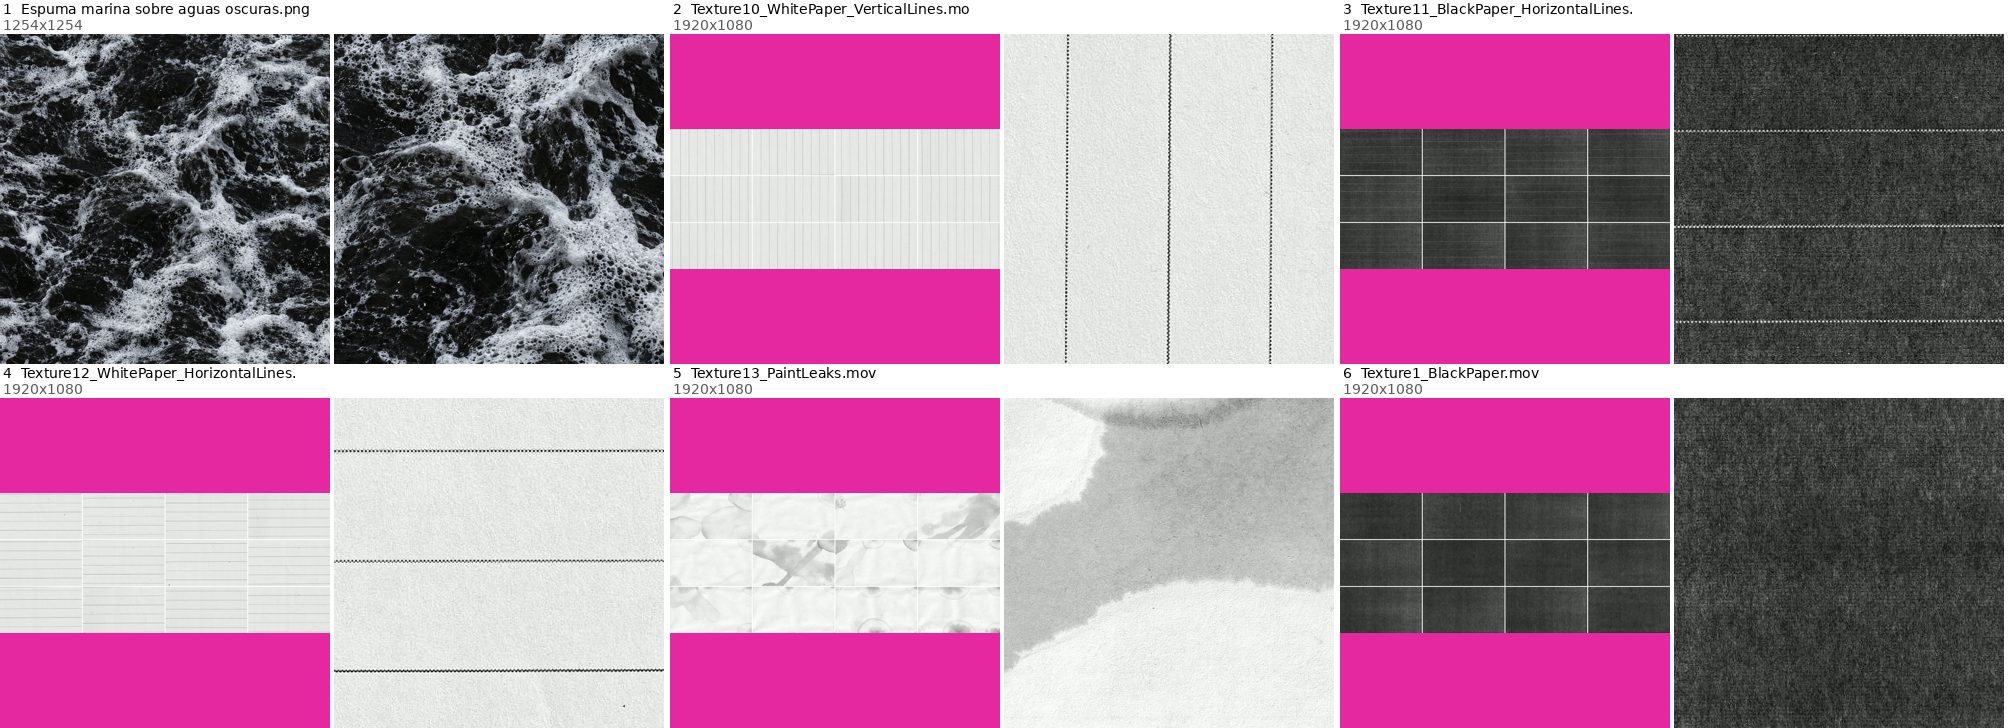 1 Espuma marina sobre aguas oscuras.png
1254x1254
2 Texture10_WhitePaper_VerticalLines.mo
1920x1080
3 Texture11_BlackPaper_HorizontalLines.
1920x1080
4 Texture12_WhitePaper_HorizontalLines.
1920x1080
5 Texture13_PaintLeaks.mov
1920x1080
6 Texture1_BlackPaper.mov
1920x1080